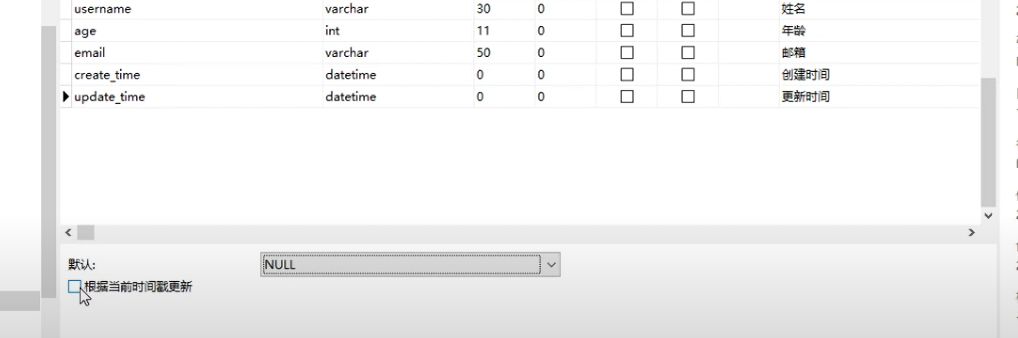 username varchar 30 0 姓名
age int 11 0 年龄
email varchar 50 0 邮箱
create_time datetime 0 0 创建时间
update_time datetime 0 0 更新时间
默认: NULL
根据当前时间戳更新